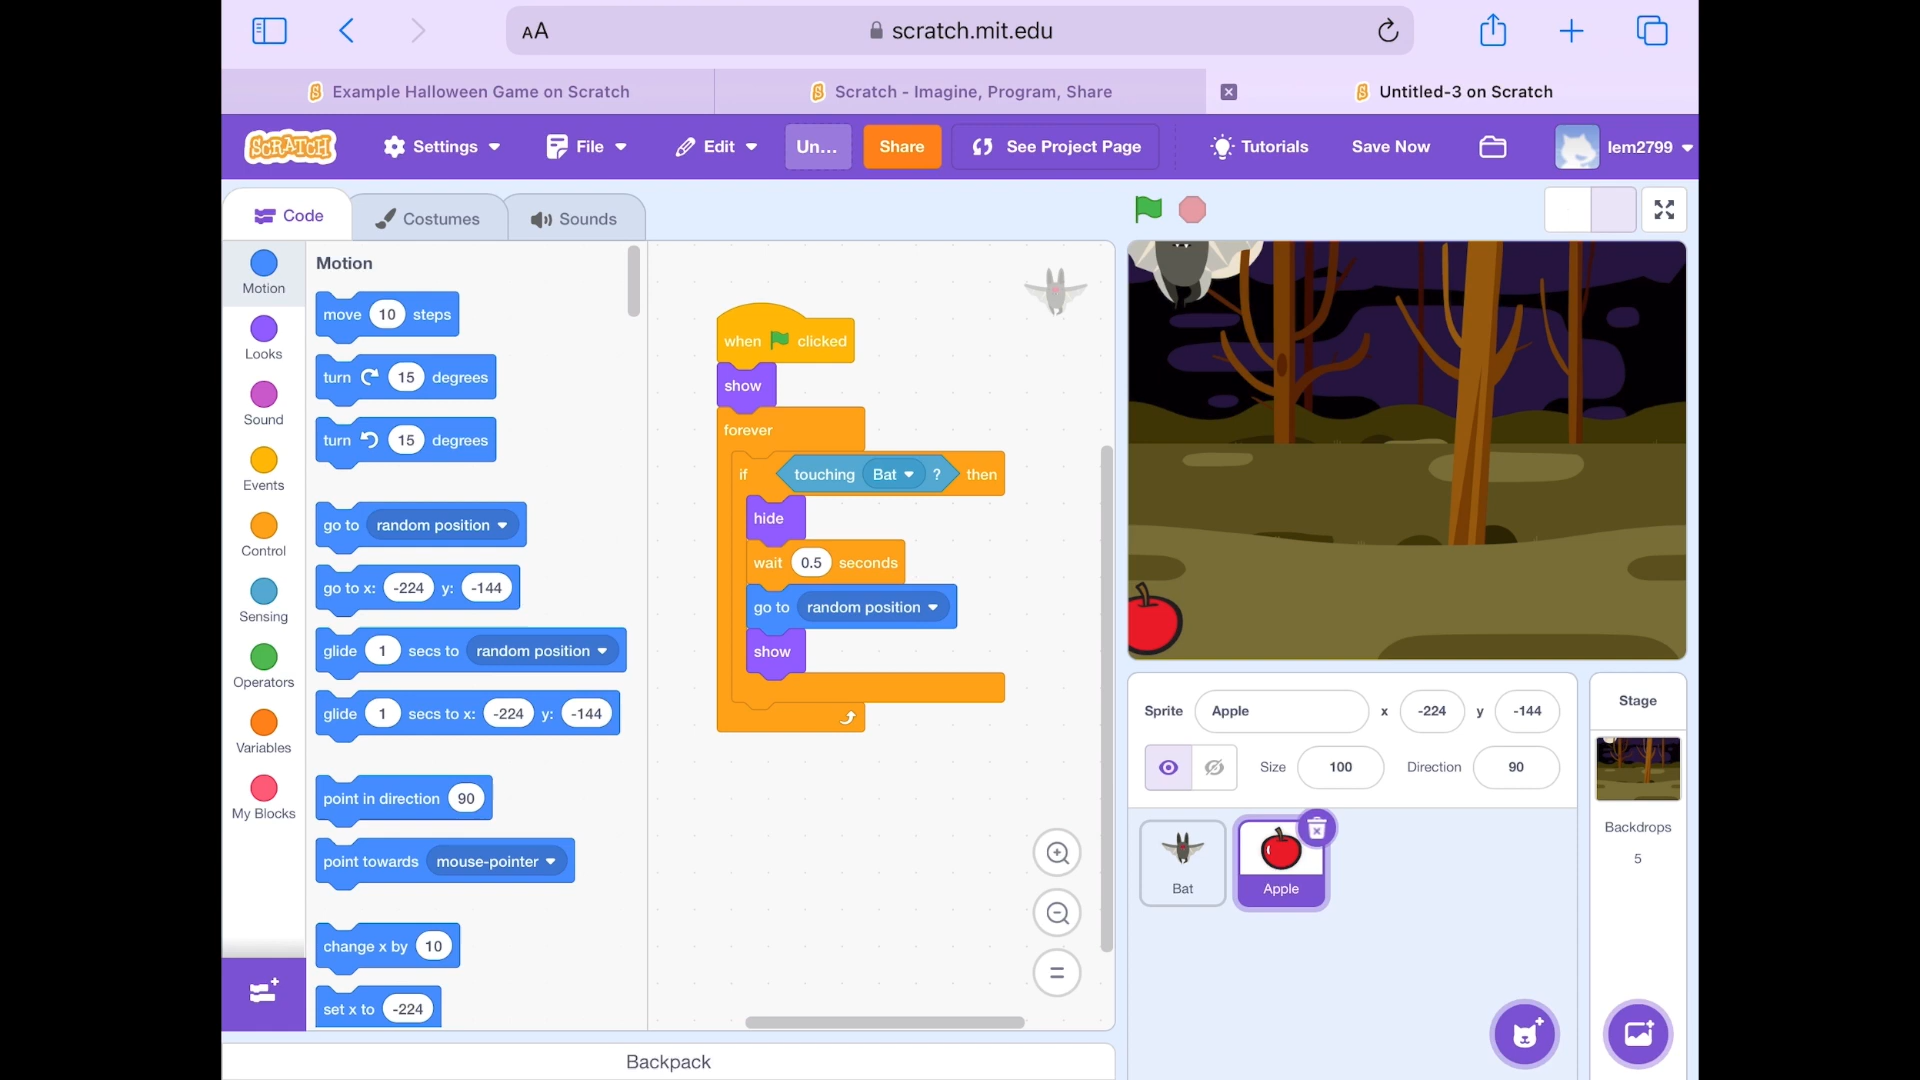 AA scratch.mit.edu
Example Halloween Game on Scratch
Scratch - Imagine, Program, Share
Untitled-3 on Scratch
SCRATCH Settings File Edit Un... Share See Project Page Tutorials Save Now lem2799
Code Costumes Sounds
Motion
Looks
Sound
Events
Control
Sensing
Operators
Variables
My Blocks
Motion
move 10 steps
turn 15 degrees
turn 15 degrees
go to random position
go to x: -224 y: -144
glide 1 secs to random position
glide 1 secs to x: -224 y: -144
point in direction 90
point towards mouse-pointer
change x by 10
set x to -224
when clicked
show
forever
if touching Bat ? then
hide
wait 0.5 seconds
go to random position
show
Backpack
Sprite Apple x -224 y -144
Size 100 Direction 90
Bat
Apple
Stage
Backdrops
5